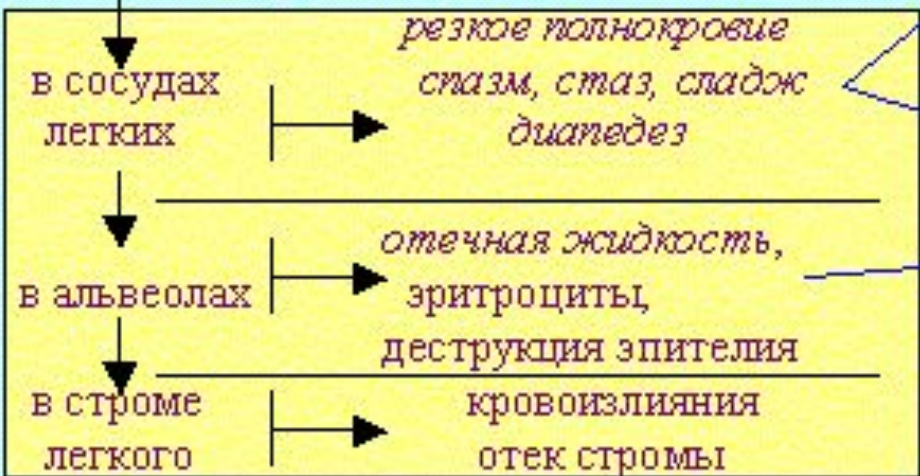 в сосудах
легких
резкое полнокровие
спазм, стаз, сладж
диапедез
в альвеолах
отечная жидкость,
эритроциты,
деструкция эпителия
в строме
легкого
кровоизлияния
отек стромы